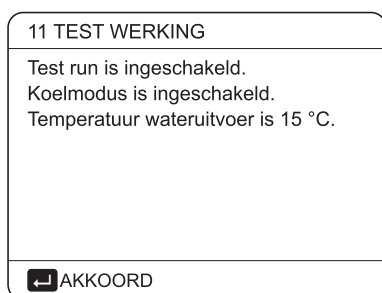 11 TEST WERKING
Test run is ingeschakeld.
Koelmodus is ingeschakeld.
Temperatuur wateruitvoer is 15 °C.
AKKOORD